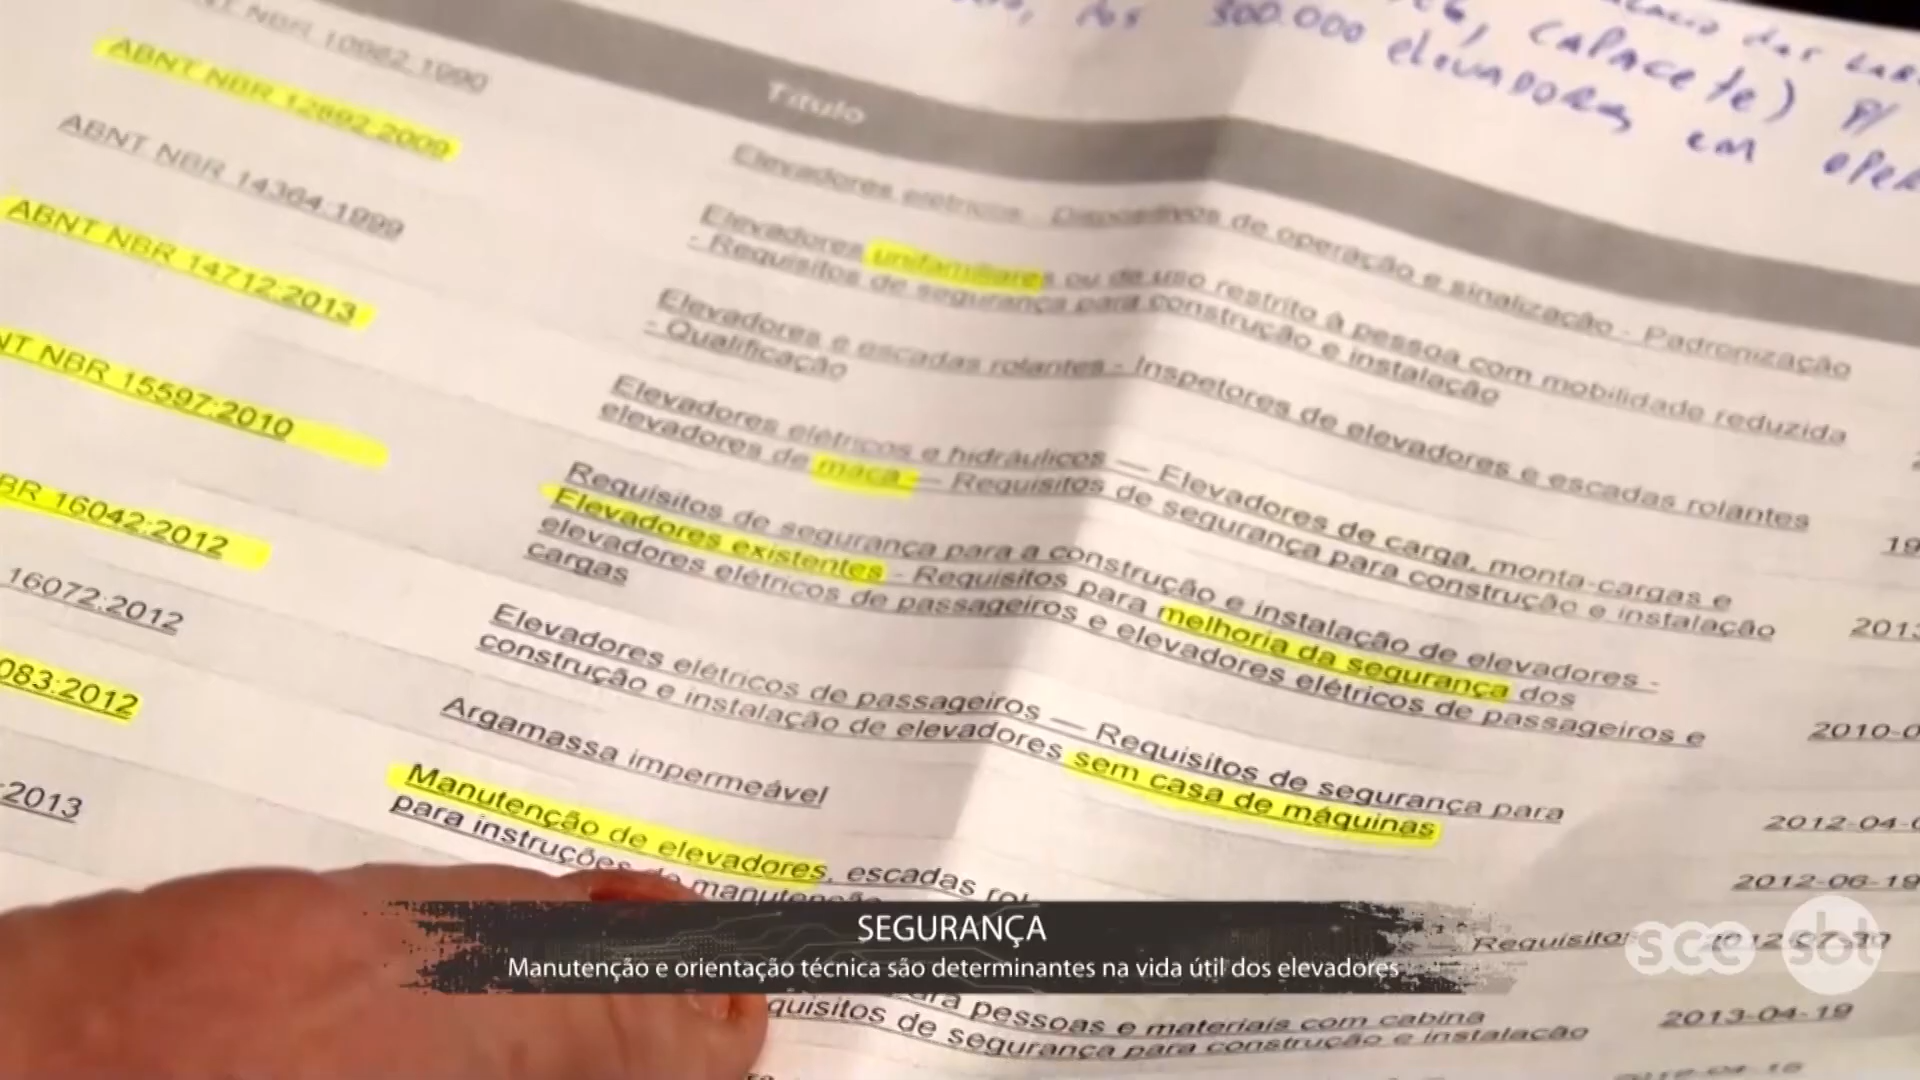 300.000 elevadores em
capacete) p/
NT NBR 10982:1990
ABNT NBR 12892:2009
ABNT NBR 14364:1999
ABNT NBR 14712:2013
NT NBR 15597:2010
BR 16042:2012
16072:2012
083:2012
:2013
Título
Elevadores elétricos - Dispositivos de operação e sinalização - Padronização
Elevadores unifamiliares ou de uso restrito à pessoa com mobilidade reduzida
- Requisitos de segurança para construção e instalação
Elevadores e escadas rolantes - Inspetores de elevadores e escadas rolantes
- Qualificação
Elevadores elétricos e hidráulicos — Elevadores de carga, monta-cargas e
elevadores de maca — Requisitos de segurança para construção e instalação
Requisitos de segurança para a construção e instalação de elevadores -
Elevadores existentes - Requisitos para melhoria da segurança dos
elevadores elétricos de passageiros e elevadores elétricos de passageiros e
cargas
Elevadores elétricos de passageiros — Requisitos de segurança para
construção e instalação de elevadores sem casa de máquinas
Argamassa impermeável
Manutenção de elevadores, escadas
para instruções de manutenção
Requisitos
pessoas e materiais com cabina
quisitos de segurança para construção e instalação
19
2013
2010-0
2012-04-0
2012-06-19
2013-04-19
SEGURANÇA
Manutenção e orientação técnica são determinantes na vida útil dos elevadores
scc sbt